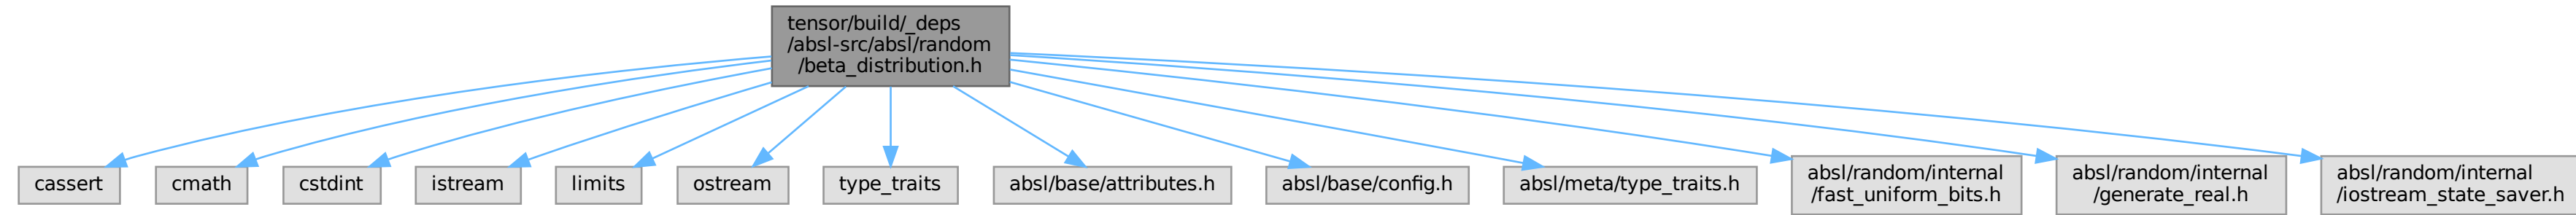 tensor/build/_deps
/absl-src/absl/random
/beta_distribution.h
cassert
cmath
cstdint
istream
limits
ostream
type_traits
absl/base/attributes.h
absl/base/config.h
absl/meta/type_traits.h
absl/random/internal
/fast_uniform_bits.h
absl/random/internal
/generate_real.h
absl/random/internal
/iostream_state_saver.h